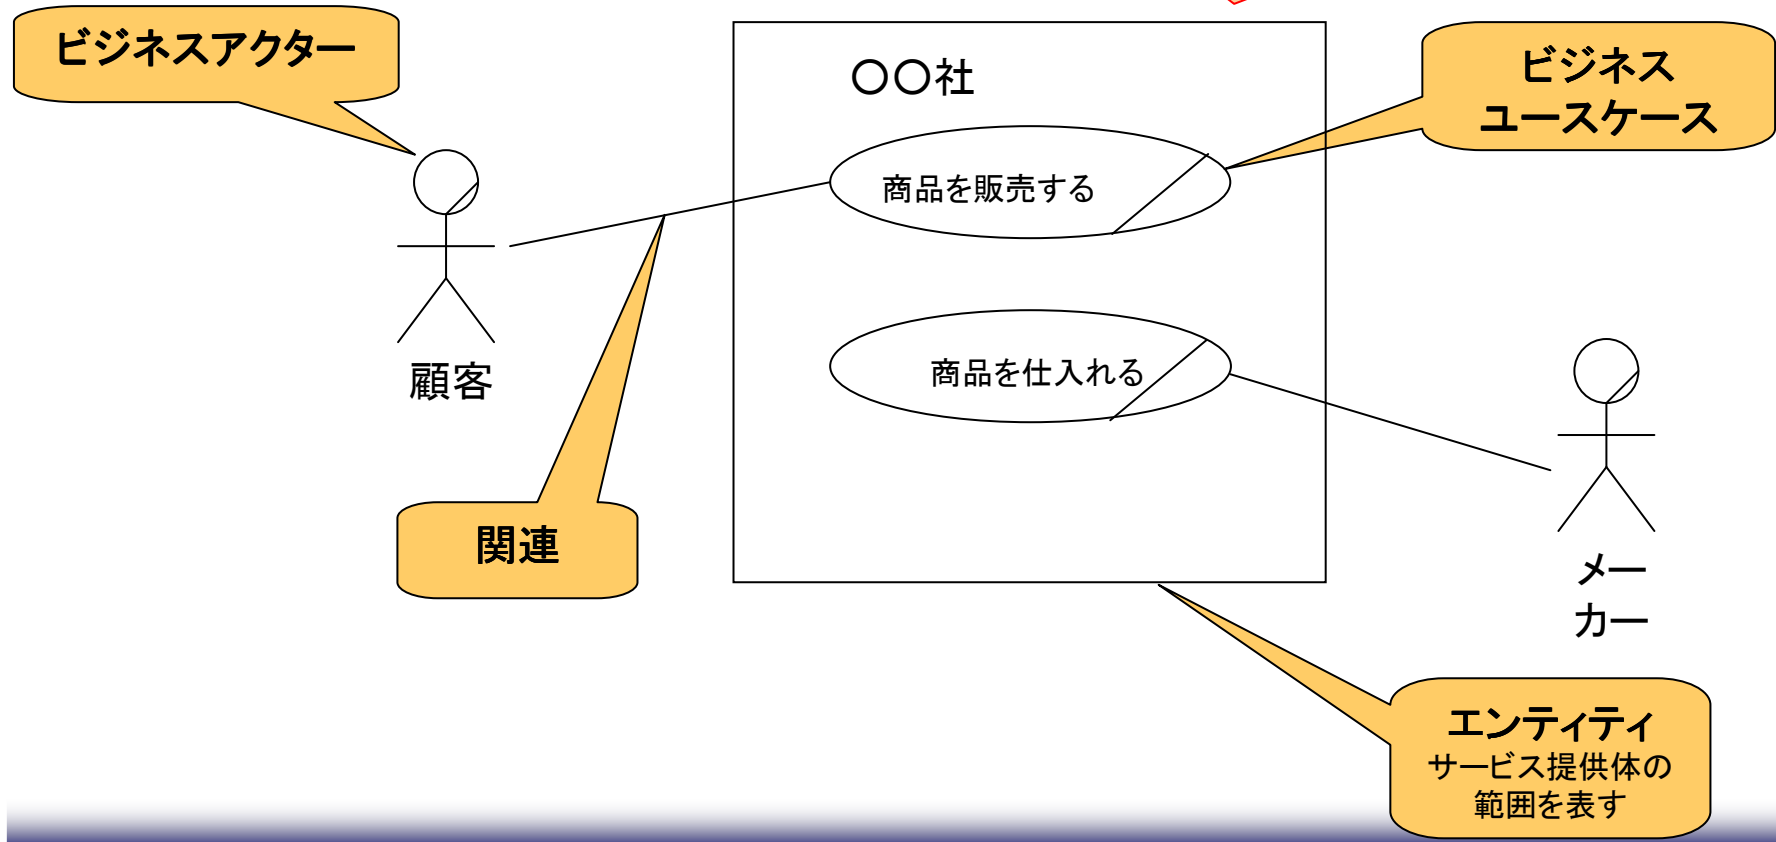 ビジネスアクター
〇〇社
ビジネス
ユースケース
商品を販売する
商品を仕入れる
顧客
関連
メー
カー
エンティティ
サービス提供体の
範囲を表す